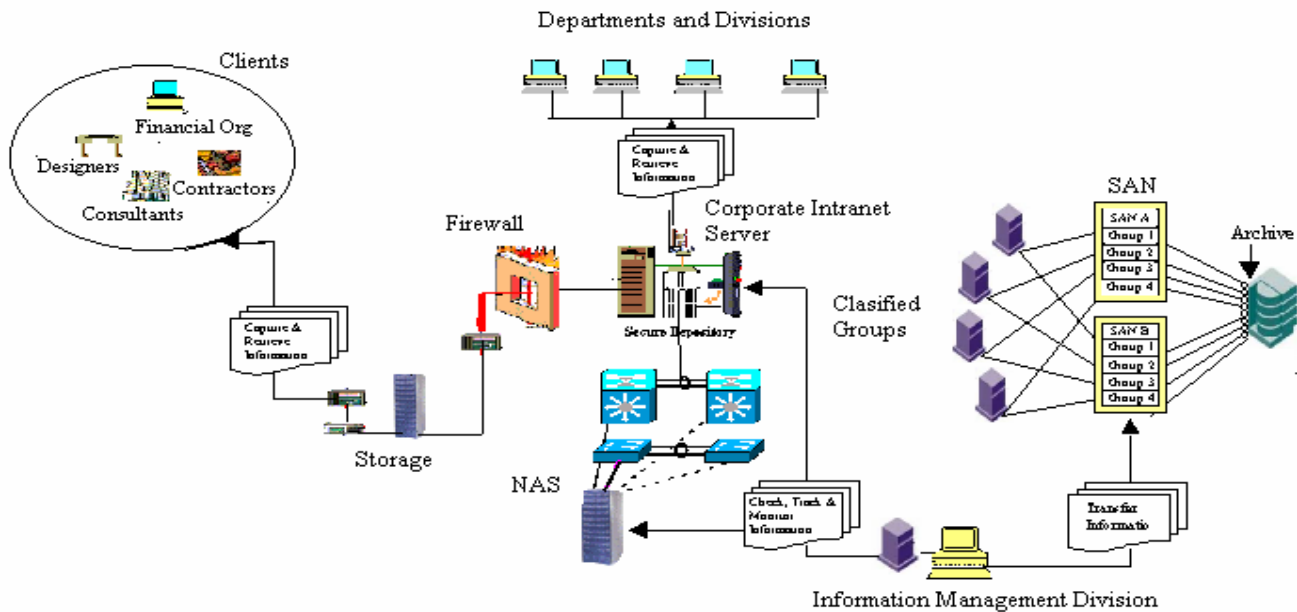 Departments and Divisions
Clients
Financial Org
Designers
Contractors
Consultants
Capture &
Retrieve
Information
Corporate Intranet
Server
Firewall
SAN
SAN A
Group 1
Group 2
Group 3
Group 4
Archive
Clasified
Groups
Secure Depository
SAN B
Group 1
Group 2
Group 3
Group 4
Capture &
Retrieve
Information
Storage
NAS
Check, Track &
Monitor
Information
Transfer
Informatio
Information Management Division